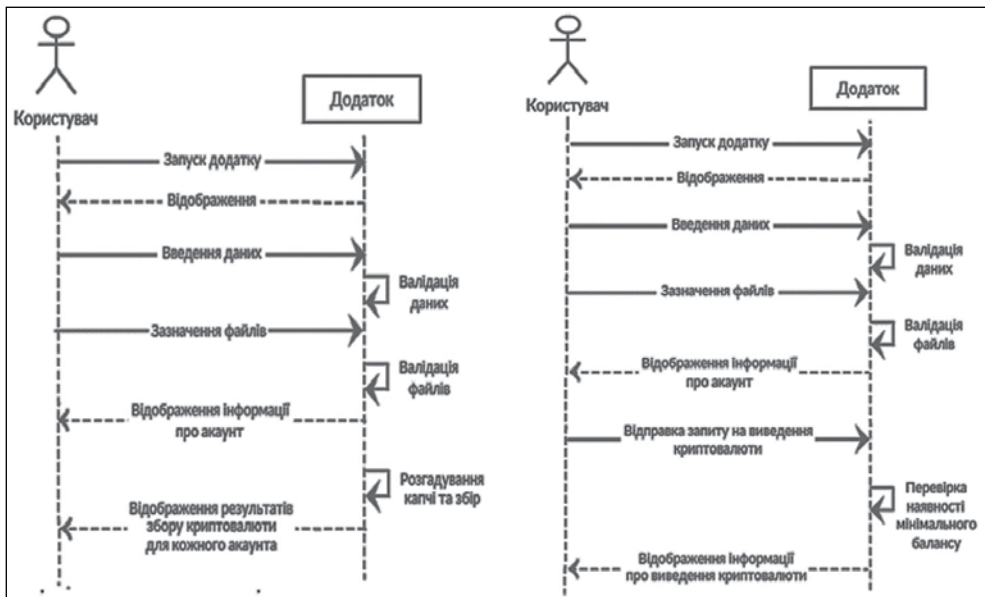 Користувач
Додаток
Запуск додатку
Відображення
Введення даних
Валідація
даних
Зазначення файлів
Валідація
файлів
Відображення інформації
про акаунт
Розгадування
капчі та збір
Відображення результатів
збору криптовалюти
для кожного акаунта
Користувач
Додаток
Запуск додатку
Відображення
Введення даних
Валідація
даних
Зазначення файлів
Валідація
файлів
Відображення інформації
про акаунт
Відправка запиту на виведення
криптовалюти
Перевірка
наявності
мінімального
балансу
Відображення інформації
про виведення криптовалюти